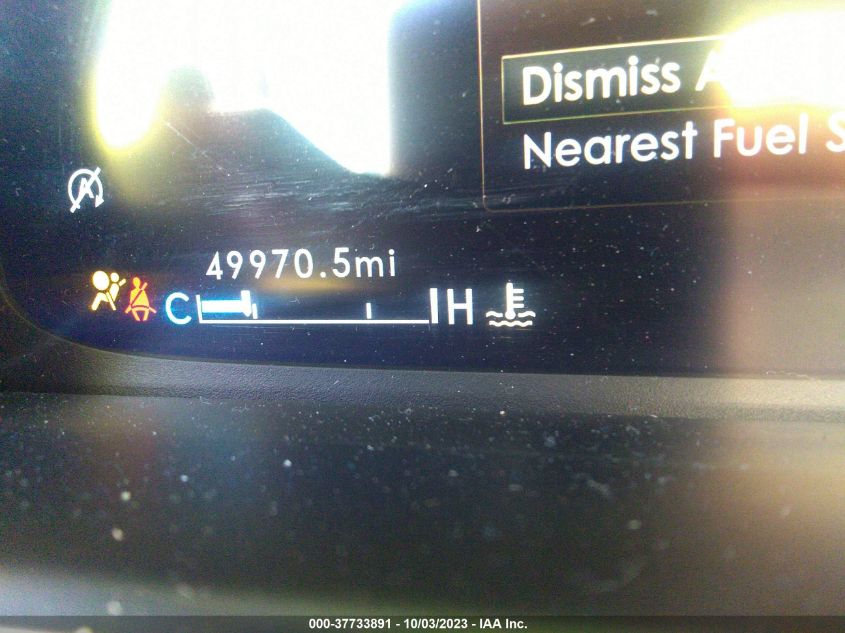 Dismiss
Nearest Fuel
49970.5mi
C H
000-37733891 - 10/03/2023 - IAA Inc.